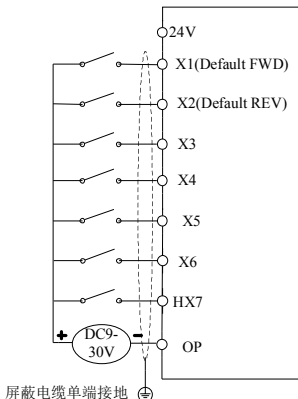 24V
X1(Default FWD)
X2(Default REV)
X3
X4
X5
X6
HX7
+ DC9- -
30V
OP
屏蔽电缆单端接地